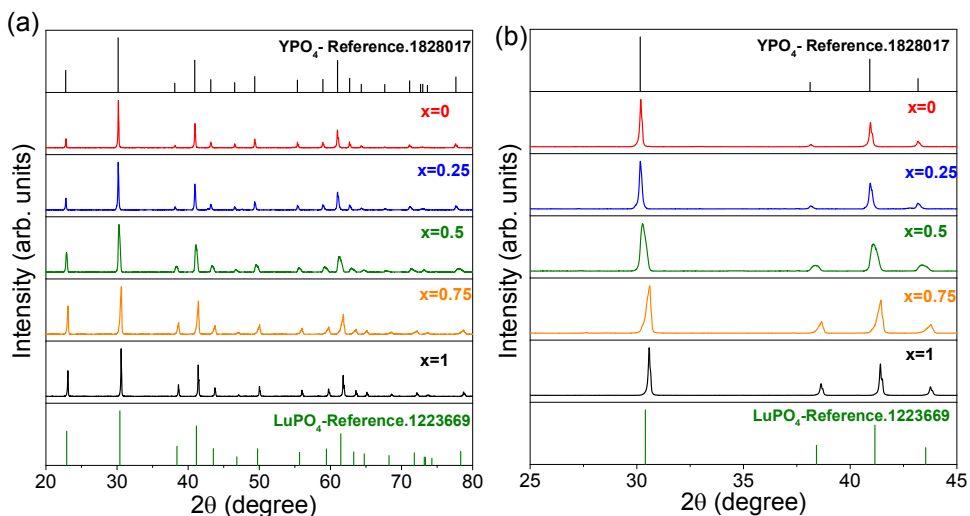 (a)
YPO₄- Reference.1828017
x=0
x=0.25
x=0.5
x=0.75
x=1
LuPO₄-Reference.1223669
Intensity (arb. units)
20 30 40 50 60 70 80
2θ (degree)
(b)
YPO₄- Reference.1828017
x=0
x=0.25
x=0.5
x=0.75
x=1
LuPO₄-Reference.1223669
Intensity (arb. units)
25 30 35 40 45
2θ (degree)